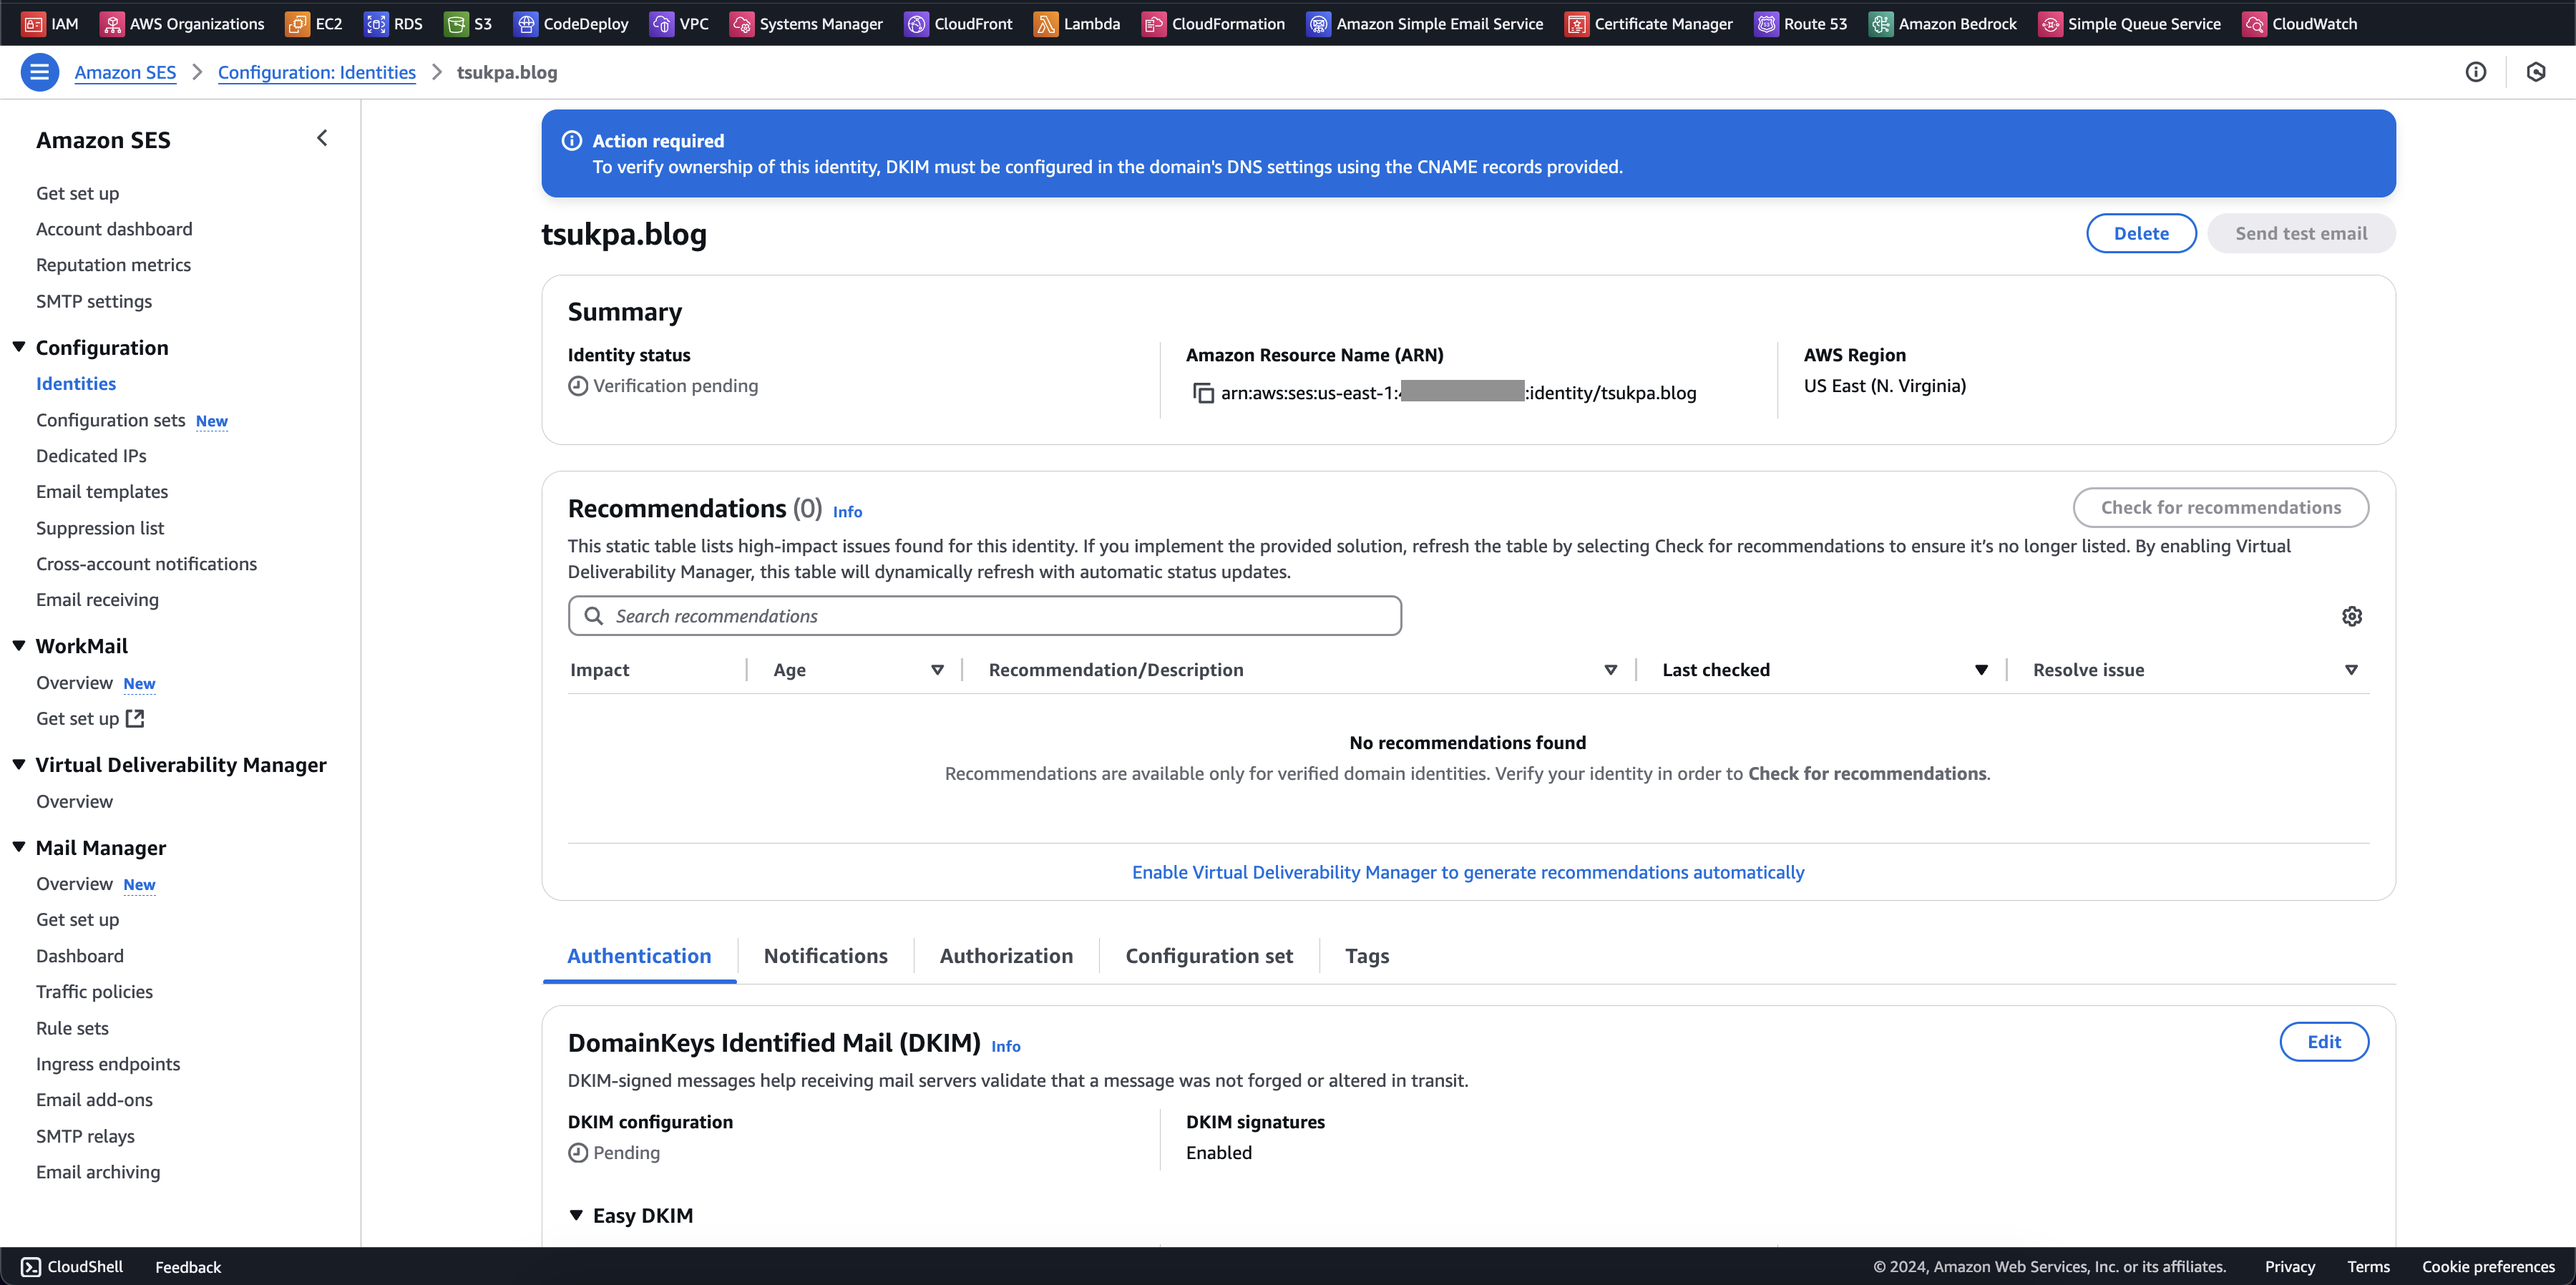 IAM AWS Organizations EC2 RDS S3 CodeDeploy VPC Systems Manager CloudFront Lambda CloudFormation Amazon Simple Email Service Certificate Manager Route 53 Amazon Bedrock Simple Queue Service CloudWatch
Amazon SES > Configuration: Identities > tsukpa.blog
Amazon SES
Get set up
Account dashboard
Reputation metrics
SMTP settings
Configuration
Identities
Configuration sets New
Dedicated IPs
Email templates
Suppression list
Cross-account notifications
Email receiving
WorkMail
Overview New
Get set up
Virtual Deliverability Manager
Overview
Mail Manager
Overview New
Get set up
Dashboard
Traffic policies
Rule sets
Ingress endpoints
Email add-ons
SMTP relays
Email archiving
Action required
To verify ownership of this identity, DKIM must be configured in the domain's DNS settings using the CNAME records provided.
tsukpa.blog
Delete Send test email
Summary
Identity status
Verification pending
Amazon Resource Name (ARN)
arn:aws:ses:us-east-1: :identity/tsukpa.blog
AWS Region
US East (N. Virginia)
Recommendations (0) Info
Check for recommendations
This static table lists high-impact issues found for this identity. If you implement the provided solution, refresh the table by selecting Check for recommendations to ensure it’s no longer listed. By enabling Virtual
Deliverability Manager, this table will dynamically refresh with automatic status updates.
Search recommendations
Impact Age Recommendation/Description Last checked Resolve issue
No recommendations found
Recommendations are available only for verified domain identities. Verify your identity in order to Check for recommendations.
Enable Virtual Deliverability Manager to generate recommendations automatically
Authentication Notifications Authorization Configuration set Tags
DomainKeys Identified Mail (DKIM) Info
Edit
DKIM-signed messages help receiving mail servers validate that a message was not forged or altered in transit.
DKIM configuration
Pending
DKIM signatures
Enabled
Easy DKIM
CloudShell Feedback © 2024, Amazon Web Services, Inc. or its affiliates. Privacy Terms Cookie preferences